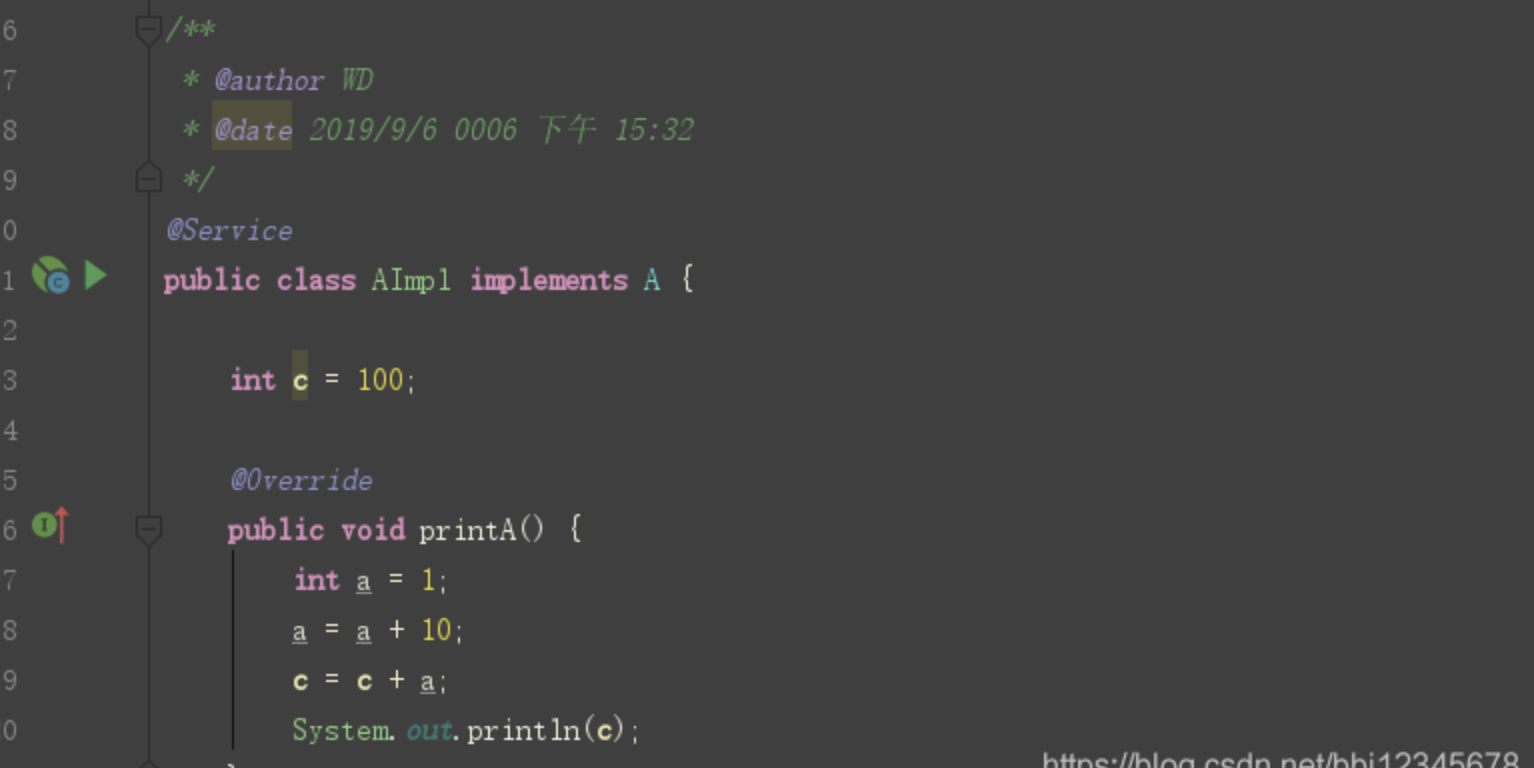 6 /**
7 * @author WD
8 * @date 2019/9/6 0006 下午 15:32
9 */
0 @Service
1 public class AImpl implements A {
2
3 int c = 100;
4
5 @Override
6 public void printA() {
7 int a = 1;
8 a = a + 10;
9 c = c + a;
0 System.out.println(c);
}
https://blog.csdn.net/bbj12345678